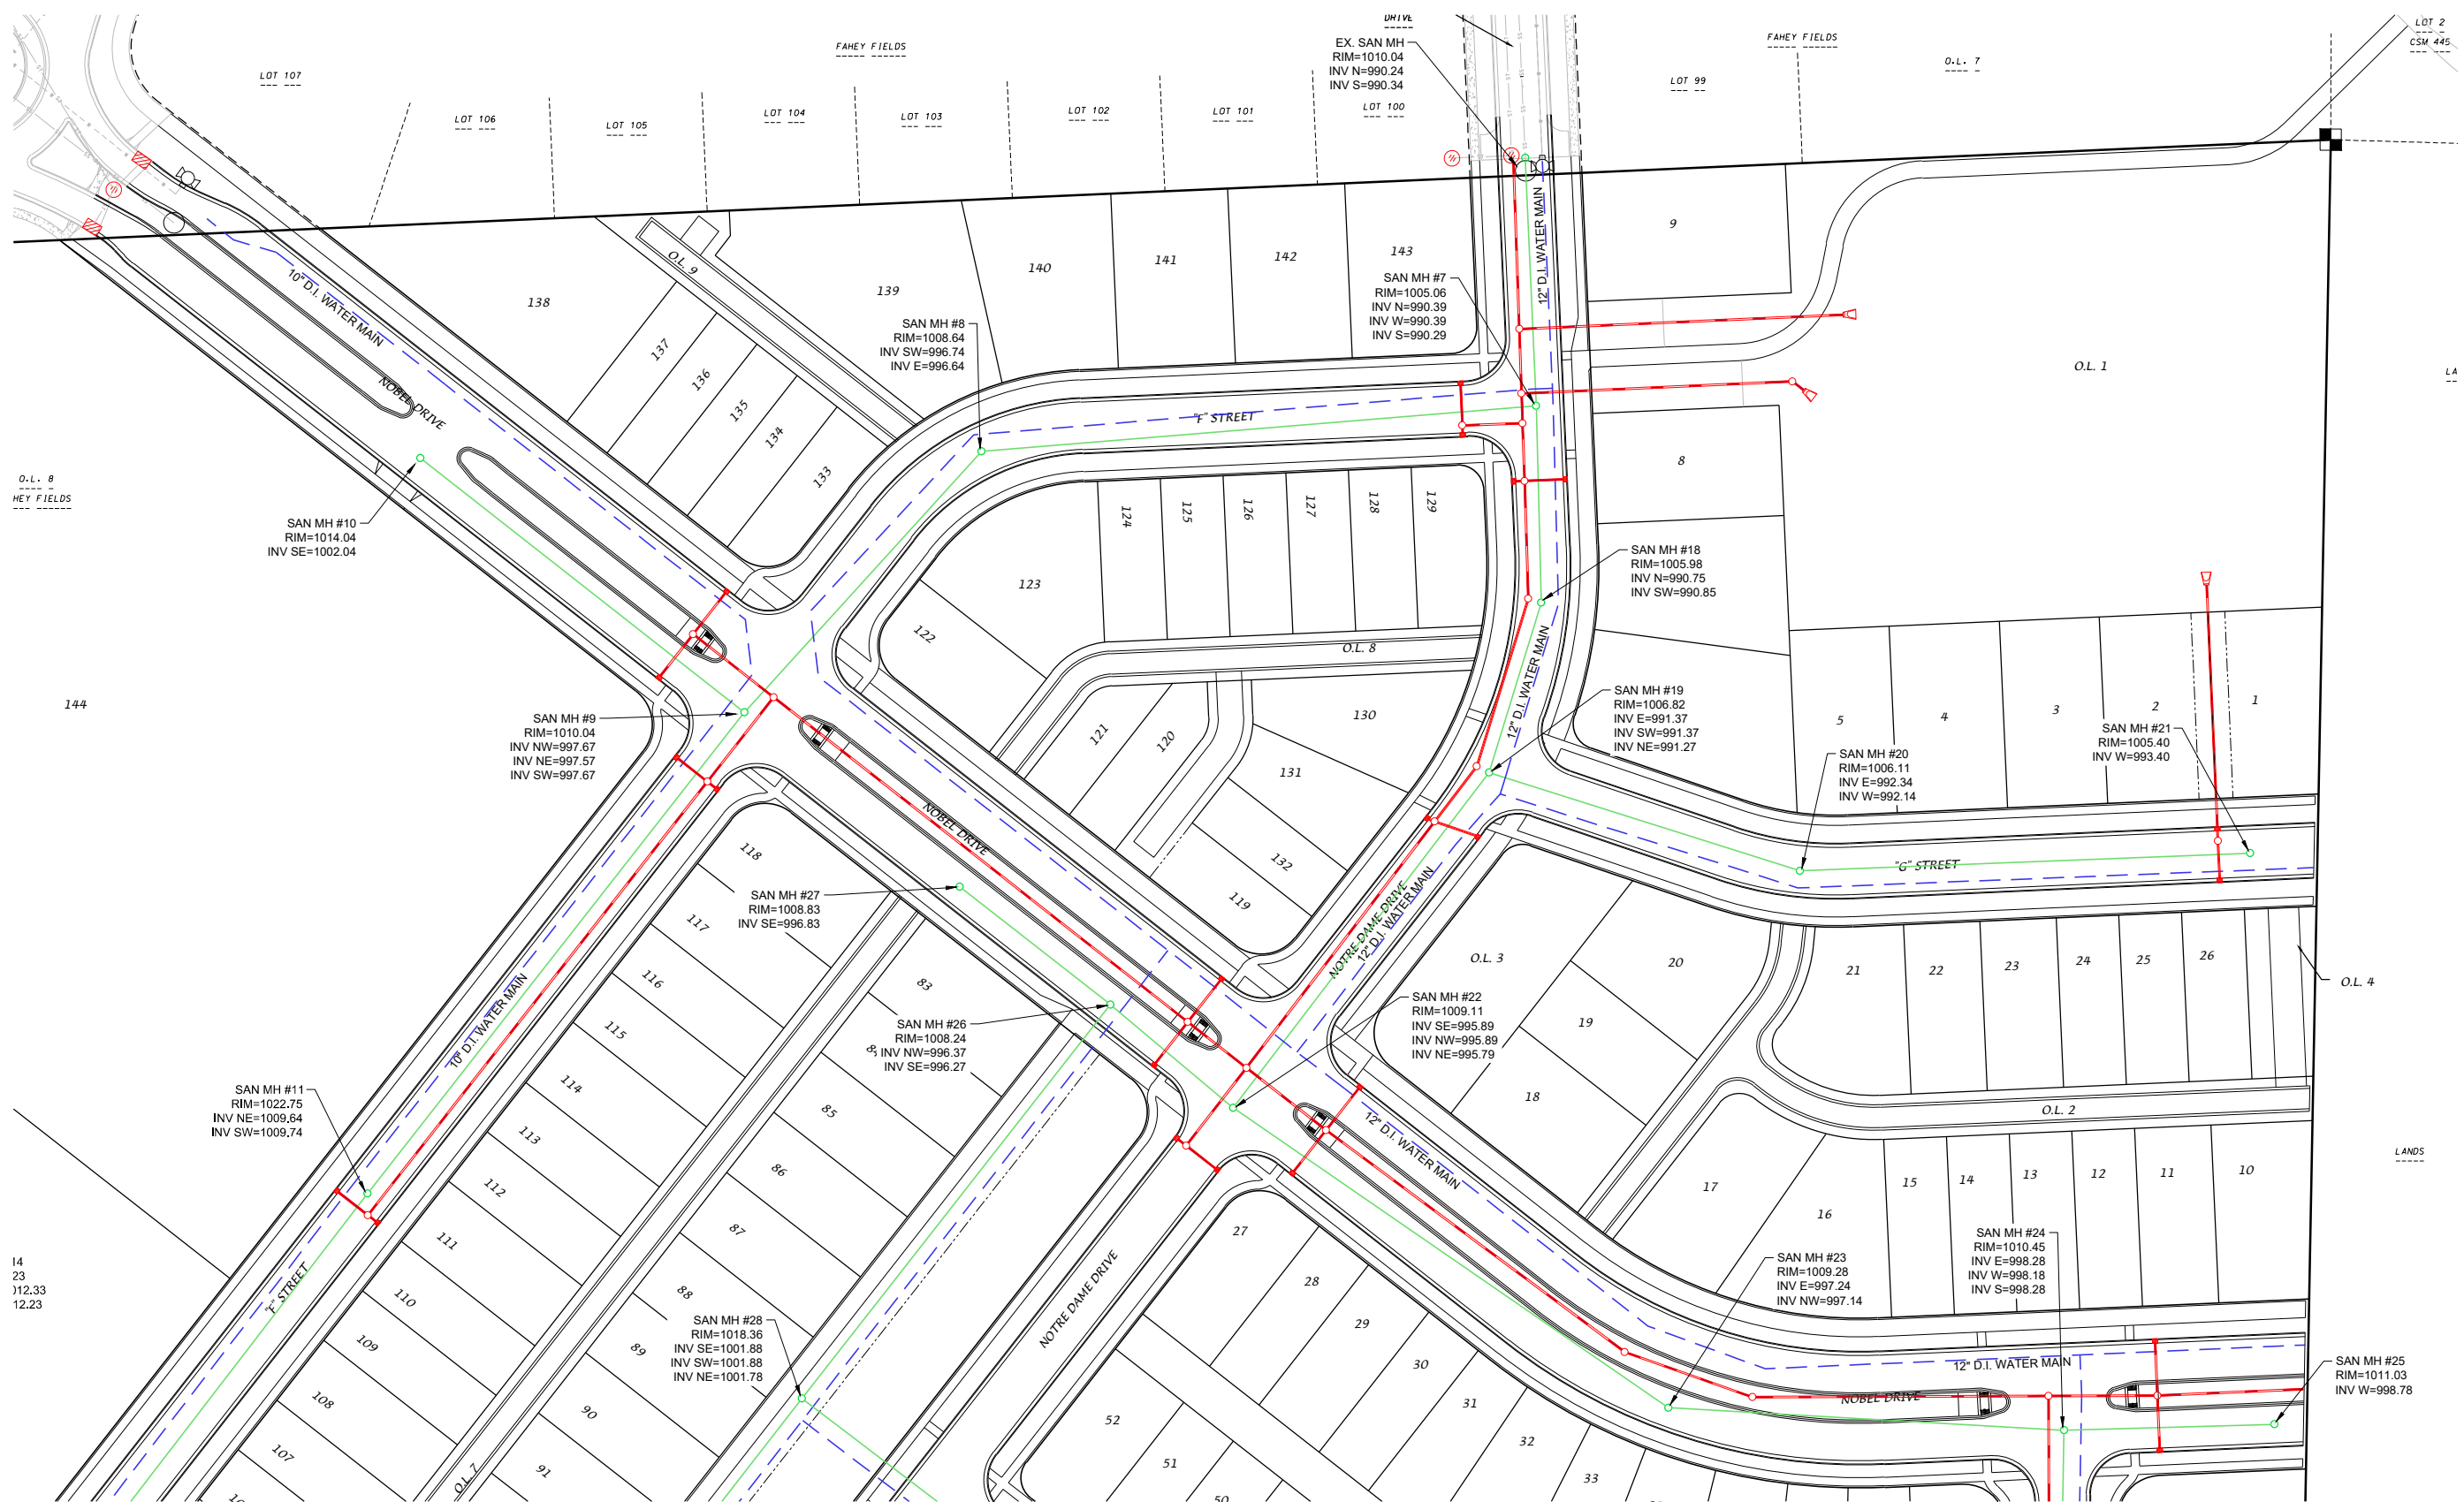 DRIVE
FAHEY FIELDS
FAHEY FIELDS
LOT 2
CSM 445
EX. SAN MH
RIM=1010.04
INV N=990.24
INV S=990.34
LOT 107
LOT 106
LOT 105
LOT 104
LOT 103
LOT 102
LOT 101
LOT 100
LOT 99
O.L. 7
10" D.I. WATER MAIN
NOBEL DRIVE
138
O.L. 9
139
140
141
142
143
12" D.I. WATER MAIN
9
SAN MH #7
RIM=1005.06
INV N=990.39
INV W=990.39
INV S=990.29
SAN MH #8
RIM=1008.64
INV SW=996.74
INV E=996.64
137
136
135
134
133
"F" STREET
O.L. 1
LA
8
O.L. 8
HEY FIELDS
SAN MH #10
RIM=1014.04
INV SE=1002.04
124
125
126
127
128
129
123
122
SAN MH #18
RIM=1005.98
INV N=990.75
INV SW=990.85
O.L. 8
12" D.I. WATER MAIN
144
121
120
130
131
132
119
SAN MH #9
RIM=1010.04
INV NW=997.67
INV NE=997.57
INV SW=997.67
SAN MH #19
RIM=1006.82
INV E=991.37
INV SW=991.37
INV NE=991.27
5
4
3
2
1
SAN MH #20
RIM=1006.11
INV E=992.34
INV W=992.14
SAN MH #21
RIM=1005.40
INV W=993.40
NOBEL DRIVE
"G" STREET
118
117
116
115
114
113
112
111
110
109
108
107
SAN MH #27
RIM=1008.83
INV SE=996.83
NOTRE DAME DRIVE
12" D.I. WATER MAIN
O.L. 3
20
19
18
21
22
23
24
25
26
O.L. 4
10" D.I. WATER MAIN
83
SAN MH #26
RIM=1008.24
INV NW=996.37
INV SE=996.27
85
86
87
88
89
90
91
SAN MH #22
RIM=1009.11
INV SE=995.89
INV NW=995.89
INV NE=995.79
O.L. 2
12" D.I. WATER MAIN
LANDS
SAN MH #11
RIM=1022.75
INV NE=1009.64
INV SW=1009.74
17
16
15
14
13
12
11
10
"F" STREET
NOTRE DAME DRIVE
27
28
29
30
31
32
33
SAN MH #23
RIM=1009.28
INV E=997.24
INV NW=997.14
SAN MH #24
RIM=1010.45
INV E=998.28
INV W=998.18
INV S=998.28
23
12.23
SAN MH #28
RIM=1018.36
INV SE=1001.88
INV SW=1001.88
INV NE=1001.78
12" D.I. WATER MAIN
NOBEL DRIVE
SAN MH #25
RIM=1011.03
INV W=998.78
52
51
50
O.L. 7